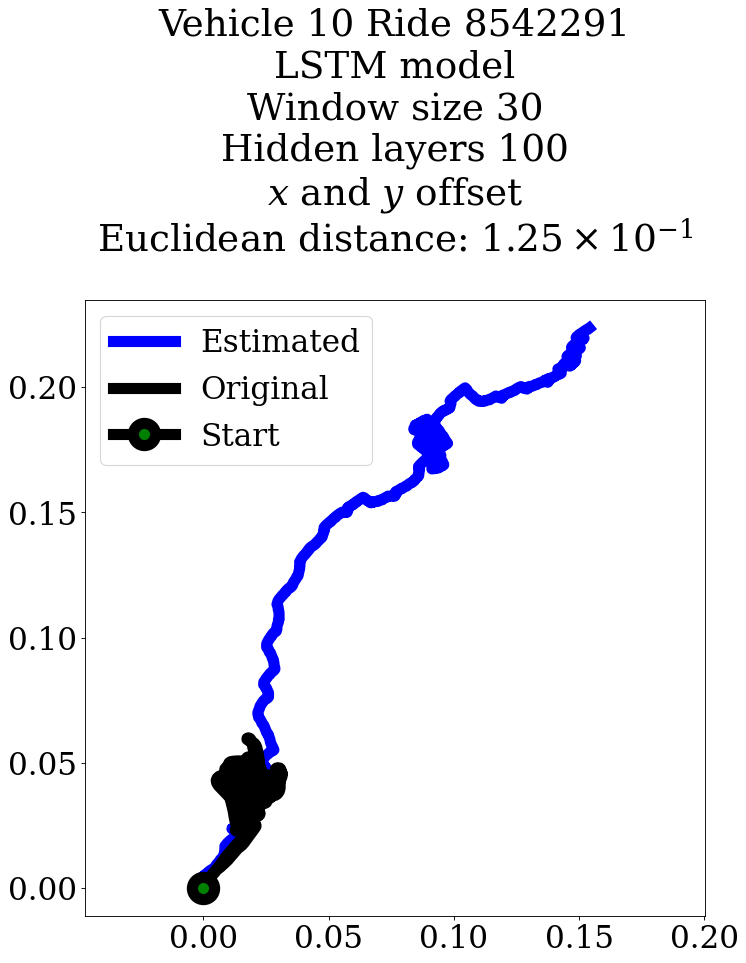 Vehicle 10 Ride 8542291
LSTM model
Window size 30
Hidden layers 100
x and y offset
Euclidean distance: 1.25 × 10⁻¹
Estimated
Original
Start
0.20
0.15
0.10
0.05
0.00
0.00 0.05 0.10 0.15 0.20